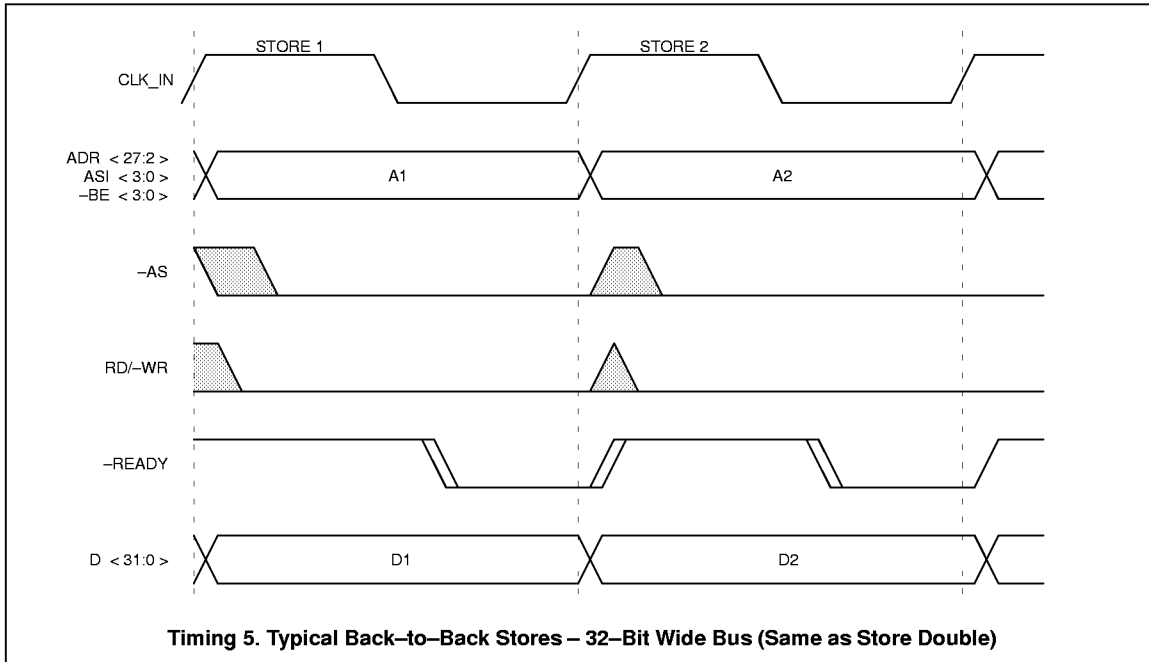 STORE 1
STORE 2
CLK_IN
ADR < 27:2 >
ASI < 3:0 >
–BE < 3:0 >
A1
A2
–AS
RD/–WR
–READY
D < 31:0 >
D1
D2
Timing 5. Typical Back–to–Back Stores – 32–Bit Wide Bus (Same as Store Double)